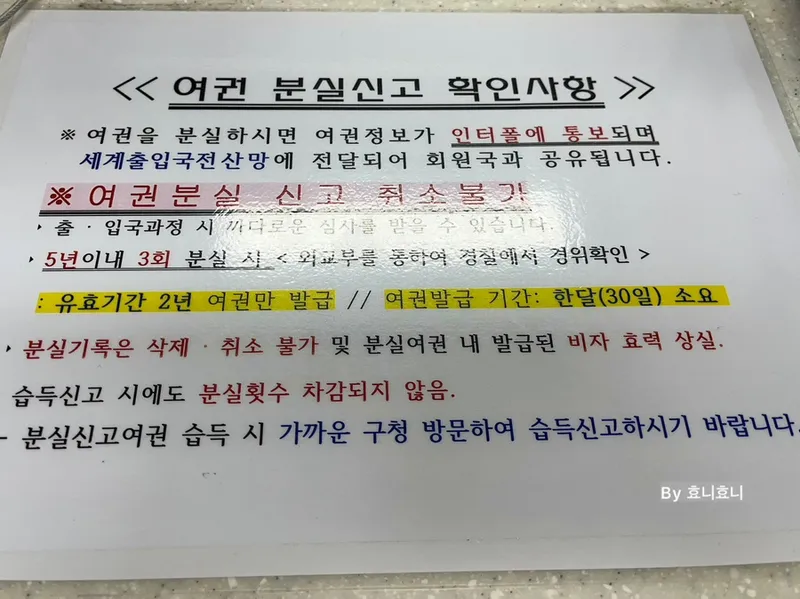 << 여권 분실신고 확인사항 >>
※ 여권을 분실하시면 여권정보가 인터폴에 통보되며
세계출입국전산망에 전달되어 회원국과 공유됩니다.
※ 여권분실 신고 취소불가
▸ 출 · 입국과정 시 까다로운 심사를 받을 수 있습니다.
▸ 5년이내 3회 분실 시 < 외교부를 통하여 경찰에서 경위확인 >
: 유효기간 2년 여권만 발급 // 여권발급 기간: 한달(30일) 소요
▸ 분실기록은 삭제 · 취소 불가 및 분실여권 내 발급된 비자 효력 상실.
습득신고 시에도 분실횟수 차감되지 않음.
- 분실신고여권 습득 시 가까운 구청 방문하여 습득신고하시기 바랍니다.
By 효니효니